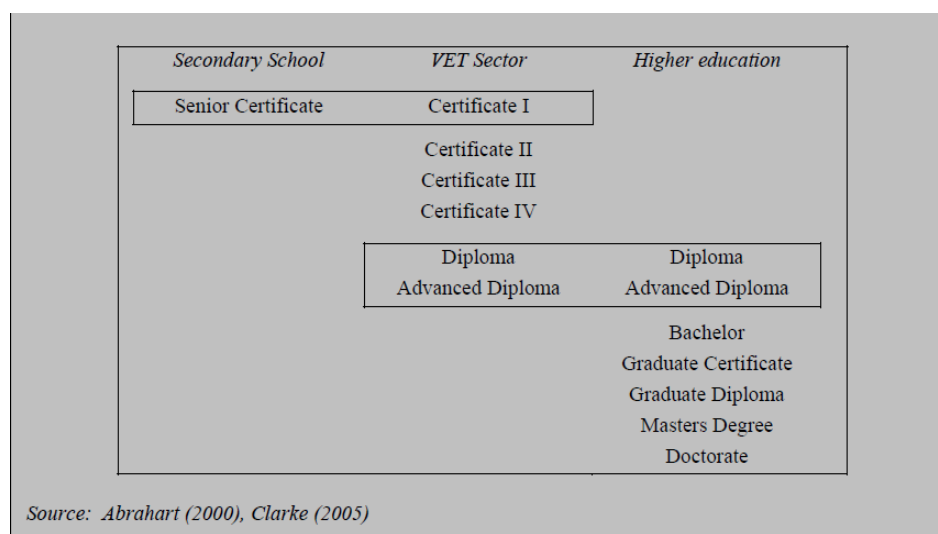 Secondary School VET Sector Higher education
Senior Certificate Certificate I
Certificate II
Certificate III
Certificate IV
Diploma Diploma
Advanced Diploma Advanced Diploma
Bachelor
Graduate Certificate
Graduate Diploma
Masters Degree
Doctorate
Source: Abrahart (2000), Clarke (2005)